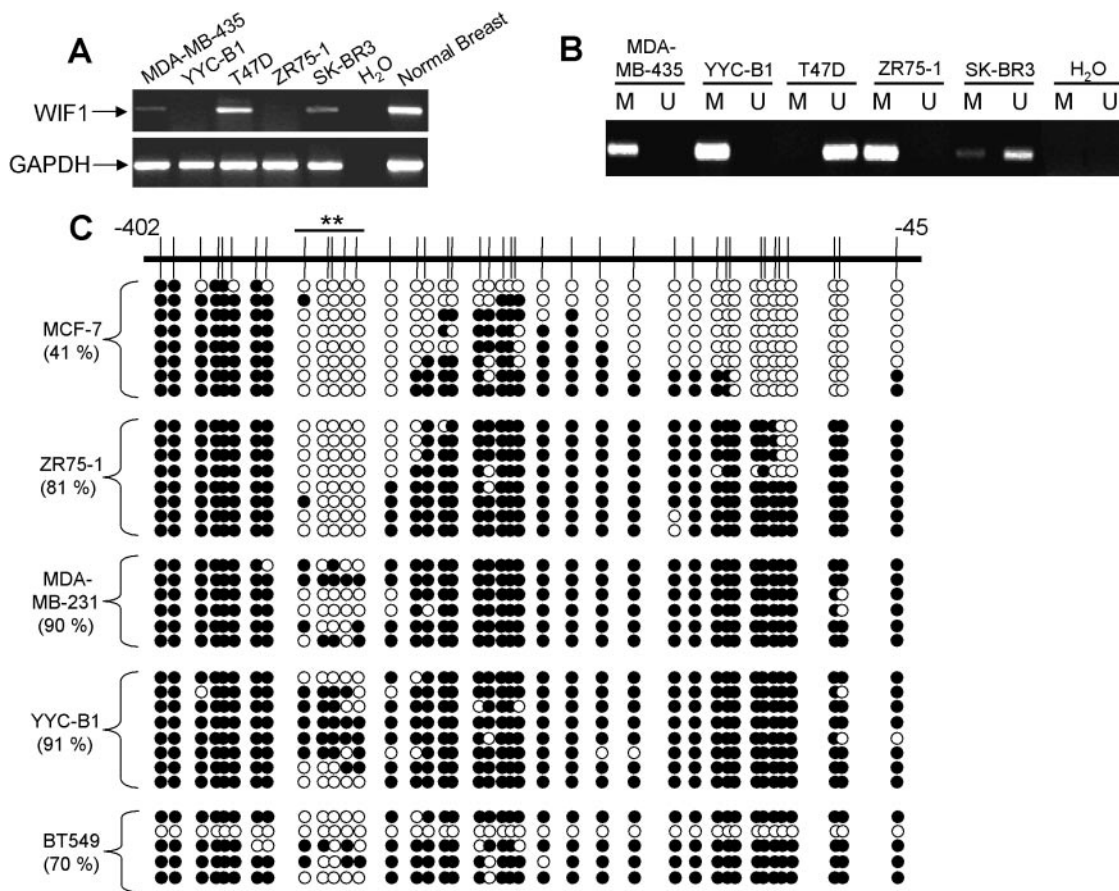 A
MDA-MB-435
YYC-B1
T47D
ZR75-1
SK-BR3
H2O
Normal Breast
WIF1
GAPDH
B
MDA-
MB-435 YYC-B1 T47D ZR75-1 SK-BR3 H2O
M U M U M U M U M U M U
C
-402 ** -45
MCF-7
(41 %)
ZR75-1
(81 %)
MDA-
MB-231
(90 %)
YYC-B1
(91 %)
BT549
(70 %)